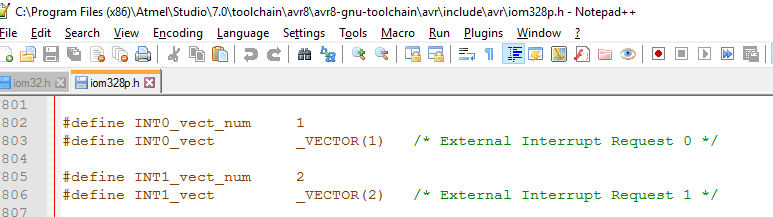 C:\Program Files (x86)\Atmel\Studio\7.0\toolchain\avr8\avr8-gnu-toolchain\avr\include\avr\iom328p.h - Notepad++
File Edit Search View Encoding Language Settings Tools Macro Run Plugins Window ?
iom32.h iom328p.h
801
802 #define INT0_vect_num 1
803 #define INT0_vect _VECTOR(1) /* External Interrupt Request 0 */
804
805 #define INT1_vect_num 2
806 #define INT1_vect _VECTOR(2) /* External Interrupt Request 1 */
807